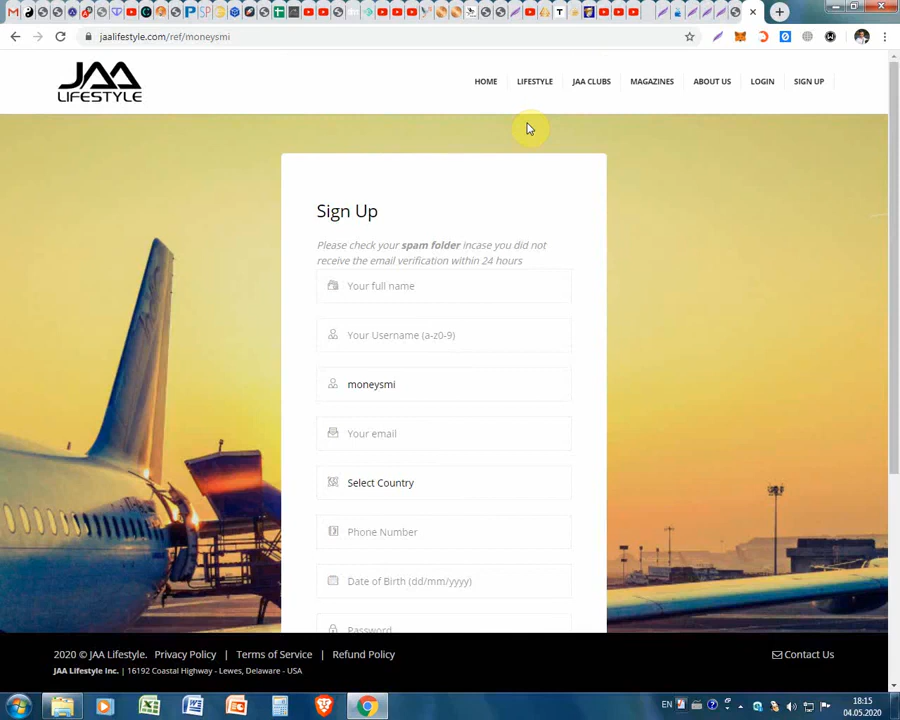 jaalifestyle.com/ref/moneysmi
JAA
LIFESTYLE
HOME
LIFESTYLE
JAA CLUBS
MAGAZINES
ABOUT US
LOGIN
SIGN UP
Sign Up
Please check your spam folder incase you did not
receive the email verification within 24 hours
Your full name
Your Username (a-z0-9)
moneysmi
Your email
Select Country
Phone Number
Date of Birth (dd/mm/yyyy)
Password
2020 © JAA Lifestyle. Privacy Policy | Terms of Service | Refund Policy
Contact Us
JAA Lifestyle Inc. | 16192 Coastal Highway - Lewes, Delaware - USA
EN
18:15
04.05.2020